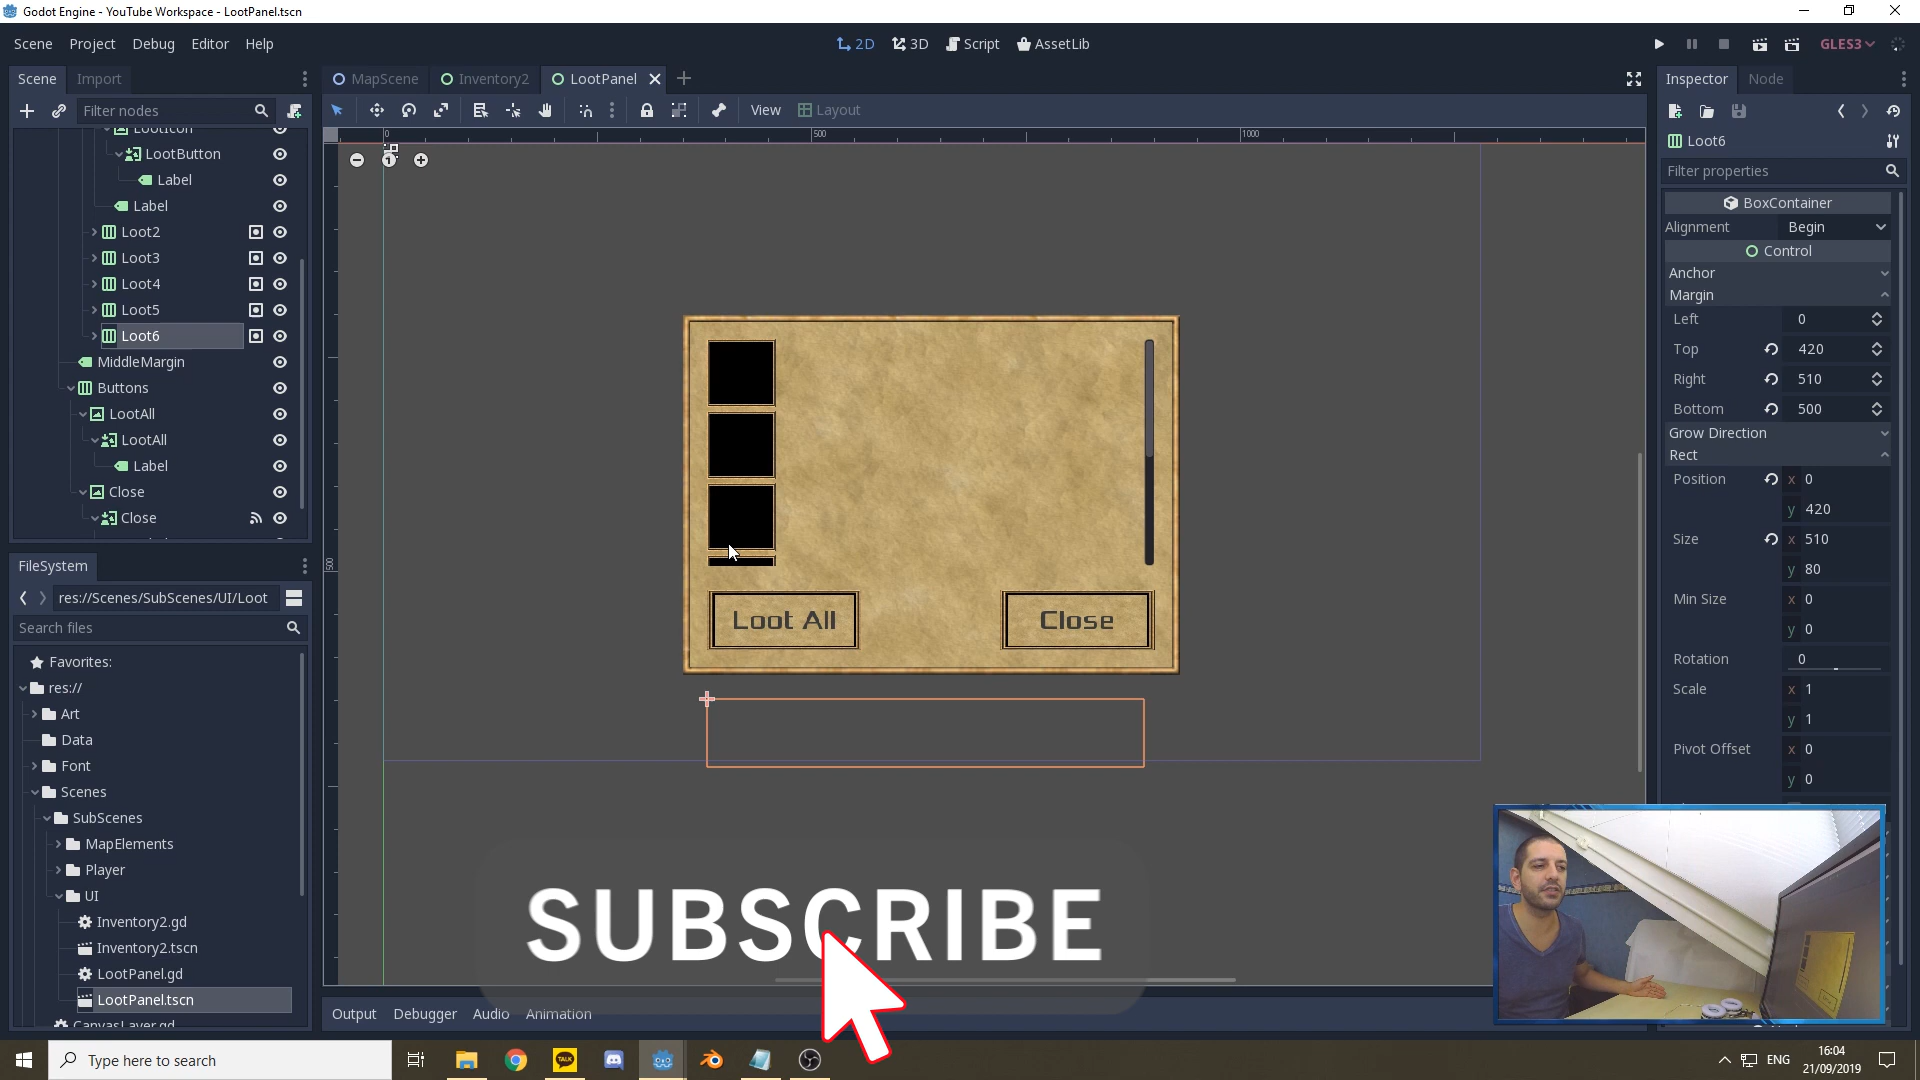 Godot Engine - YouTube Workspace - LootPanel.tscn
Scene Project Debug Editor Help
2D 3D Script AssetLib
GLES3
Scene Import
MapScene Inventory2 LootPanel
Inspector Node
Filter nodes
View Layout
LootIcon
LootButton
Label
Label
Loot2
Loot3
Loot4
Loot5
Loot6
MiddleMargin
Buttons
LootAll
LootAll
Label
Close
Close
0 500 1000
500
Loot All
Close
FileSystem
res://Scenes/SubScenes/UI/Loot
Search files
Favorites:
res://
Art
Data
Font
Scenes
SubScenes
MapElements
Player
UI
Inventory2.gd
Inventory2.tscn
LootPanel.gd
LootPanel.tscn
CanvasLayer.gd
Loot6
Filter properties
BoxContainer
Alignment Begin
Control
Anchor
Margin
Left 0
Top 420
Right 510
Bottom 500
Grow Direction
Rect
Position x 0
y 420
Size x 510
y 80
Min Size x 0
y 0
Rotation 0
Scale x 1
y 1
Pivot Offset x 0
y 0
SUBSCRIBE
Output Debugger Audio Animation
Type here to search
TALK
ENG
16:04
21/09/2019